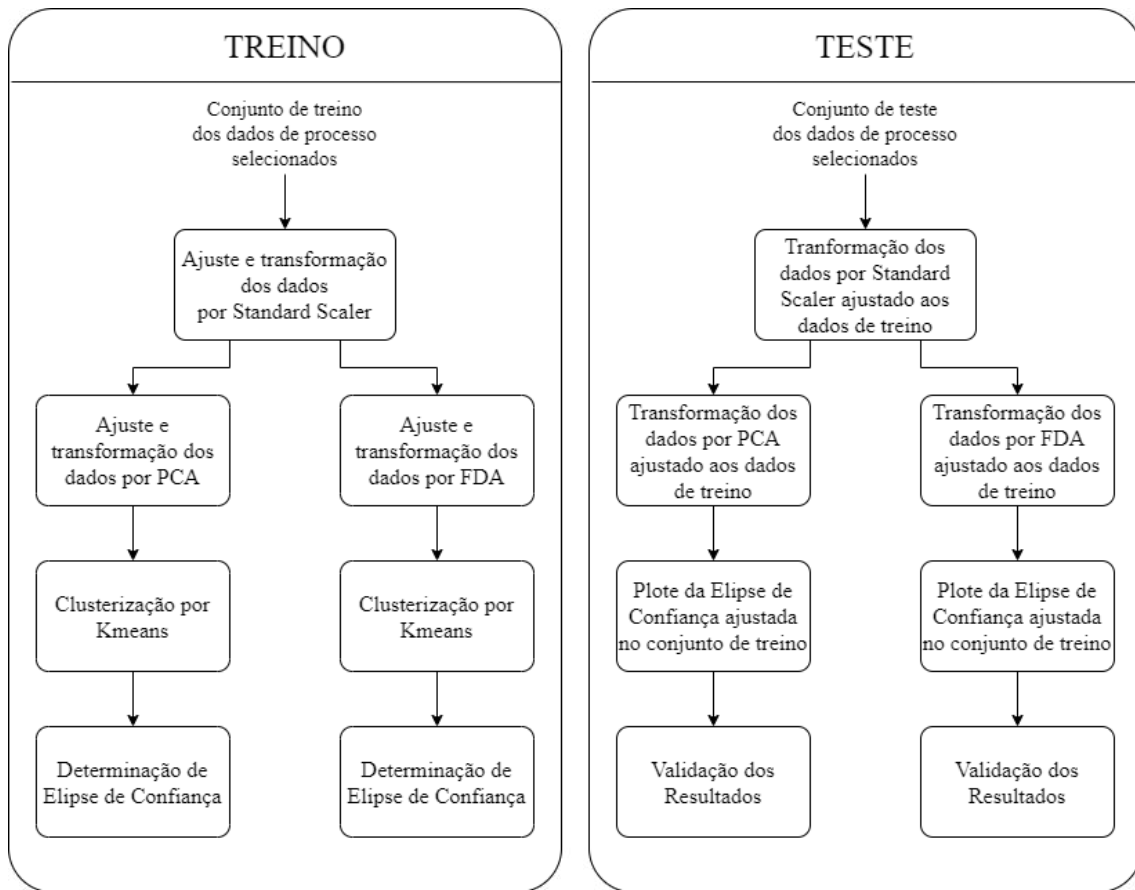 TREINO
Conjunto de treino
dos dados de processo
selecionados
Ajuste e transformação
dos dados
por Standard Scaler
Ajuste e
transformação dos
dados por PCA
Ajuste e
transformação dos
dados por FDA
Clusterização por
Kmeans
Clusterização por
Kmeans
Determinação de
Elipse de Confiança
Determinação de
Elipse de Confiança
TESTE
Conjunto de teste
dos dados de processo
selecionados
Tranformação dos
dados por Standard
Scaler ajustado aos
dados de treino
Transformação dos
dados por PCA
ajustado aos dados
de treino
Transformação dos
dados por FDA
ajustado aos dados
de treino
Plote da Elipse de
Confiança ajustada
no conjunto de treino
Plote da Elipse de
Confiança ajustada
no conjunto de treino
Validação dos
Resultados
Validação dos
Resultados